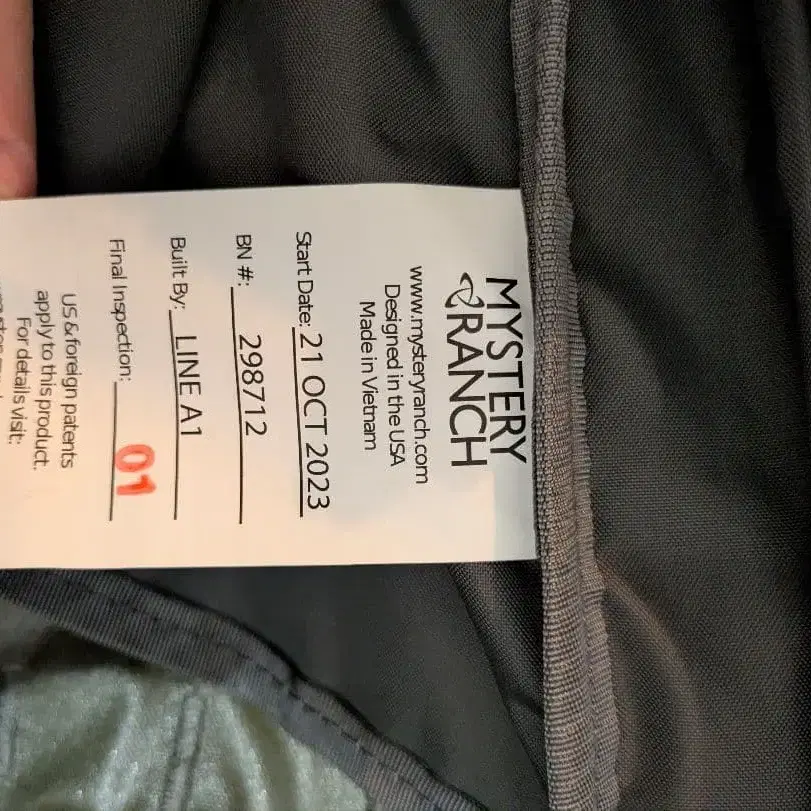 MYSTERY
RANCH
www.mysteryranch.com
Designed in the USA
Made in Vietnam
Start Date: 21 OCT 2023
BN #: 298712
Built By: LINE A1
Final Inspection: 01
US & foreign patents
apply to this product.
For details visit: